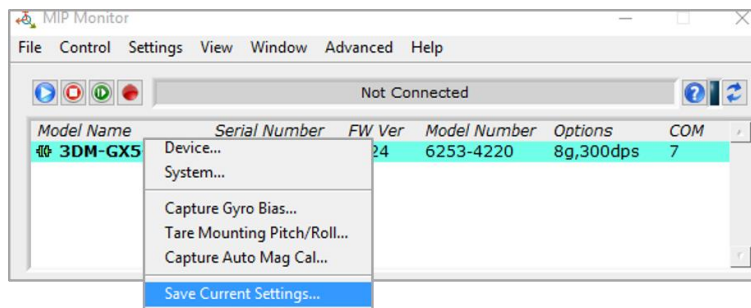 MIP Monitor
File Control Settings View Window Advanced Help
Not Connected
Model Name Serial Number FW Ver Model Number Options COM
3DM-GX5 24 6253-4220 8g,300dps 7
Device...
System...
Capture Gyro Bias...
Tare Mounting Pitch/Roll...
Capture Auto Mag Cal...
Save Current Settings...